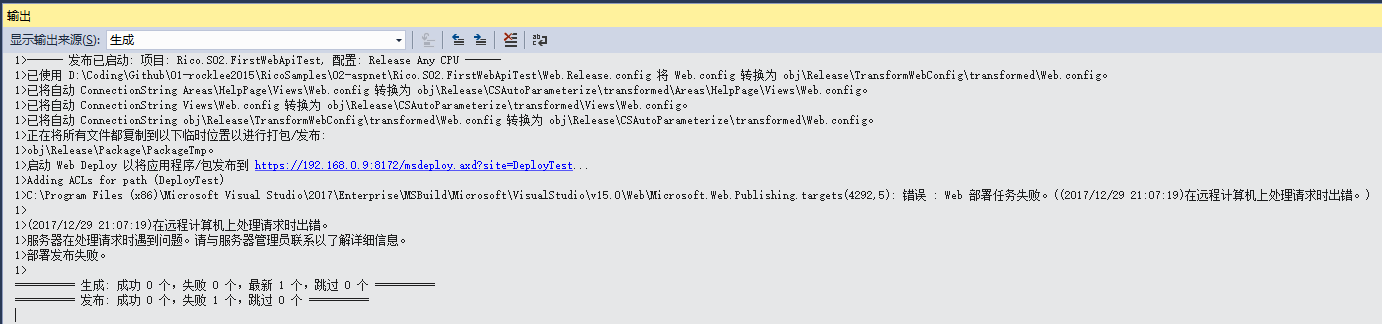 输出
显示输出来源(S): 生成
1>------ 发布已启动: 项目: Rico.S02.FirstWebApiTest, 配置: Release Any CPU ------
1>已使用 D:\Coding\Github\01-rocklee2015\RicoSamples\02-aspnet\Rico.S02.FirstWebApiTest\Web.Release.config 将 Web.config 转换为 obj\Release\TransformWebConfig\transformed\Web.config。
1>已将自动 ConnectionString Areas\HelpPage\Views\Web.config 转换为 obj\Release\CSAutoParameterize\transformed\Areas\HelpPage\Views\Web.config。
1>已将自动 ConnectionString Views\Web.config 转换为 obj\Release\CSAutoParameterize\transformed\Views\Web.config。
1>已将自动 ConnectionString obj\Release\TransformWebConfig\transformed\Web.config 转换为 obj\Release\CSAutoParameterize\transformed\Web.config。
1>正在将所有文件都复制到以下临时位置以进行打包/发布:
1>obj\Release\Package\PackageTmp。
1>启动 Web Deploy 以将应用程序/包发布到 https://192.168.0.9:8172/msdeploy.axd?site=DeployTest...
1>Adding ACLs for path (DeployTest)
1>C:\Program Files (x86)\Microsoft Visual Studio\2017\Enterprise\MSBuild\Microsoft\VisualStudio\v15.0\Web\Microsoft.Web.Publishing.targets(4292,5): 错误 : Web 部署任务失败。((2017/12/29 21:07:19)在远程计算机上处理请求时出错。)
1>
1>(2017/12/29 21:07:19)在远程计算机上处理请求时出错。
1>服务器在处理请求时遇到问题。请与服务器管理员联系以了解详细信息。
1>部署发布失败。
1>
========== 生成: 成功 0 个，失败 0 个，最新 1 个，跳过 0 个 ==========
========== 发布: 成功 0 个，失败 1 个，跳过 0 个 ==========